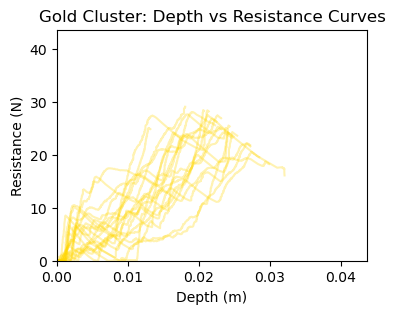 Gold Cluster: Depth vs Resistance Curves
Resistance (N)
40
30
20
10
0
0.00 0.01 0.02 0.03 0.04
Depth (m)